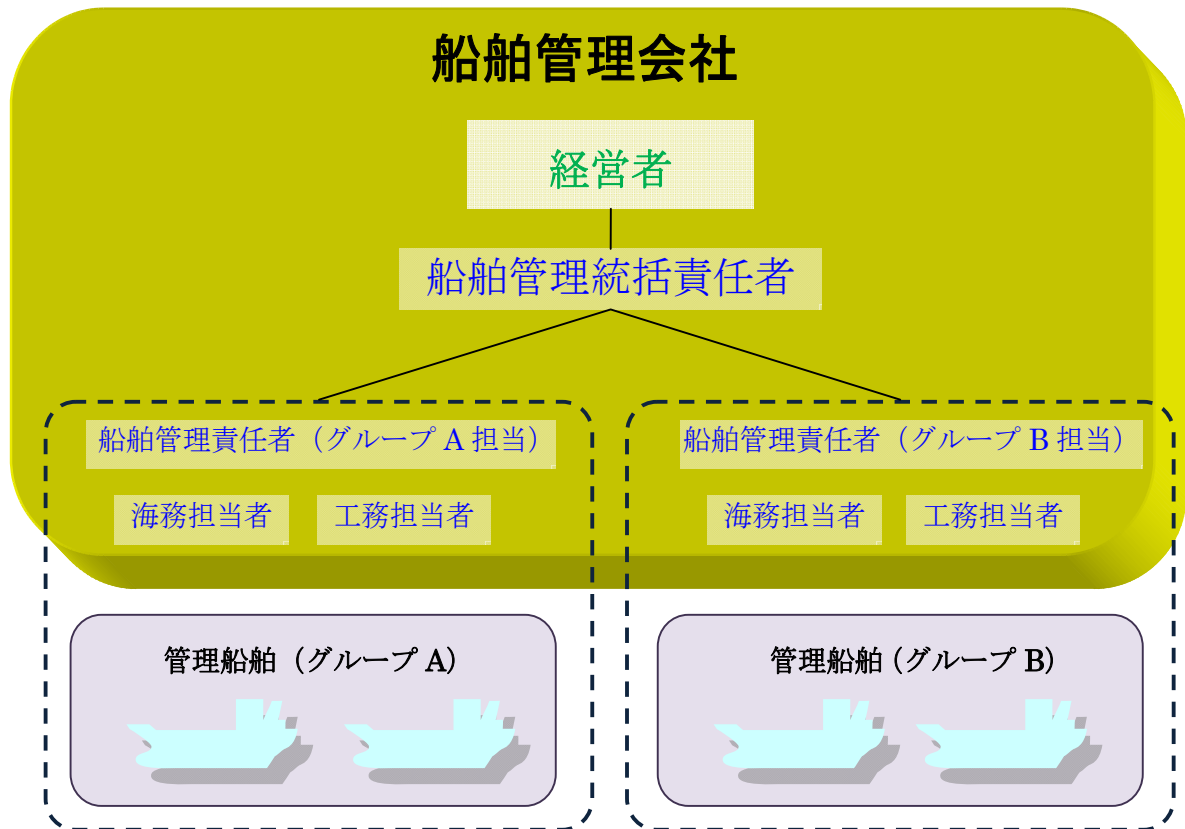 船舶管理会社
経営者
船舶管理統括責任者
船舶管理責任者（グループ A 担当）
船舶管理責任者（グループ B 担当）
海務担当者
工務担当者
海務担当者
工務担当者
管理船舶（グループ A）
管理船舶（グループ B）